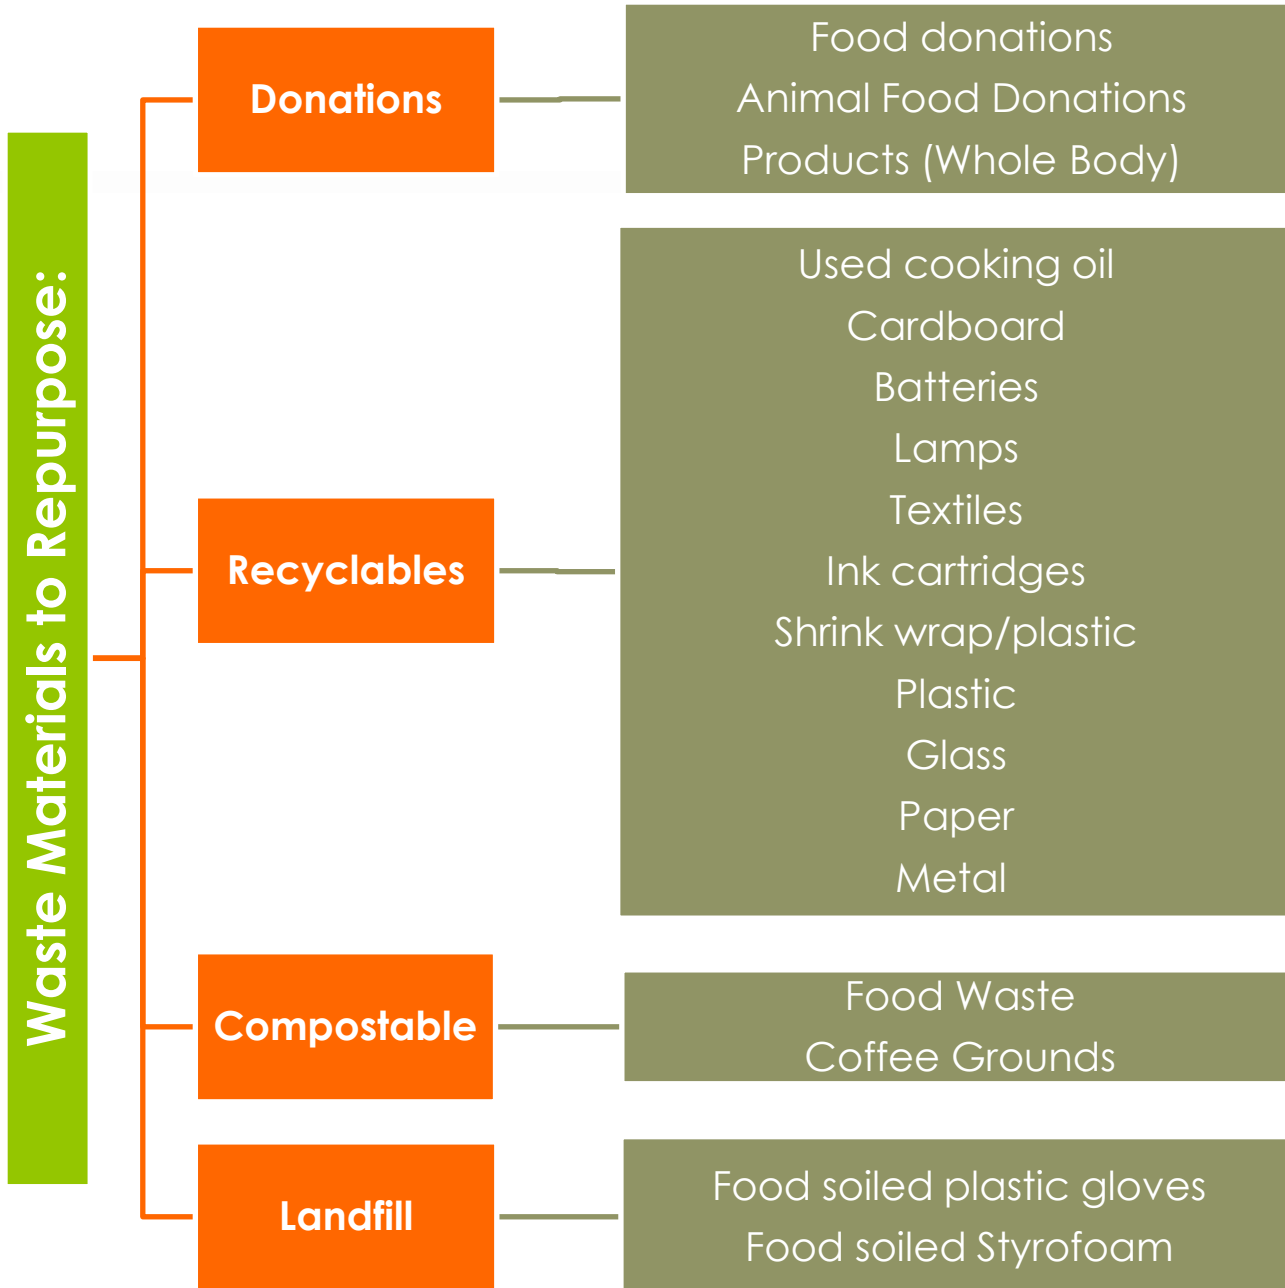 Waste Materials to Repurpose:
Donations
Food donations
Animal Food Donations
Products (Whole Body)
Recyclables
Used cooking oil
Cardboard
Batteries
Lamps
Textiles
Ink cartridges
Shrink wrap/plastic
Plastic
Glass
Paper
Metal
Compostable
Food Waste
Coffee Grounds
Landfill
Food soiled plastic gloves
Food soiled Styrofoam